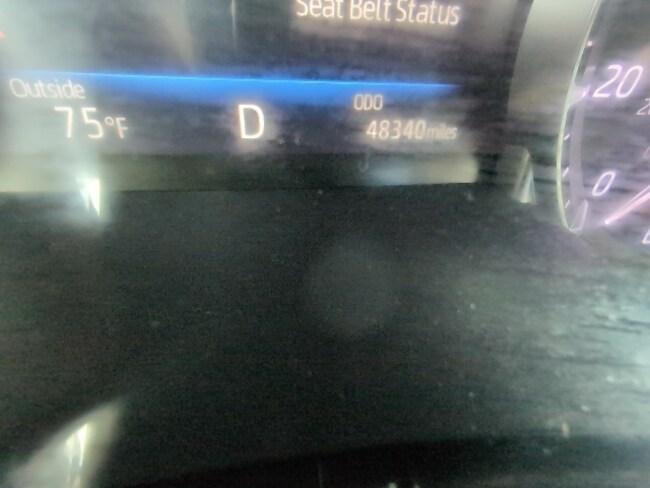 Seat Belt Status
Outside
75°F
D
ODO
48340 miles
20
0